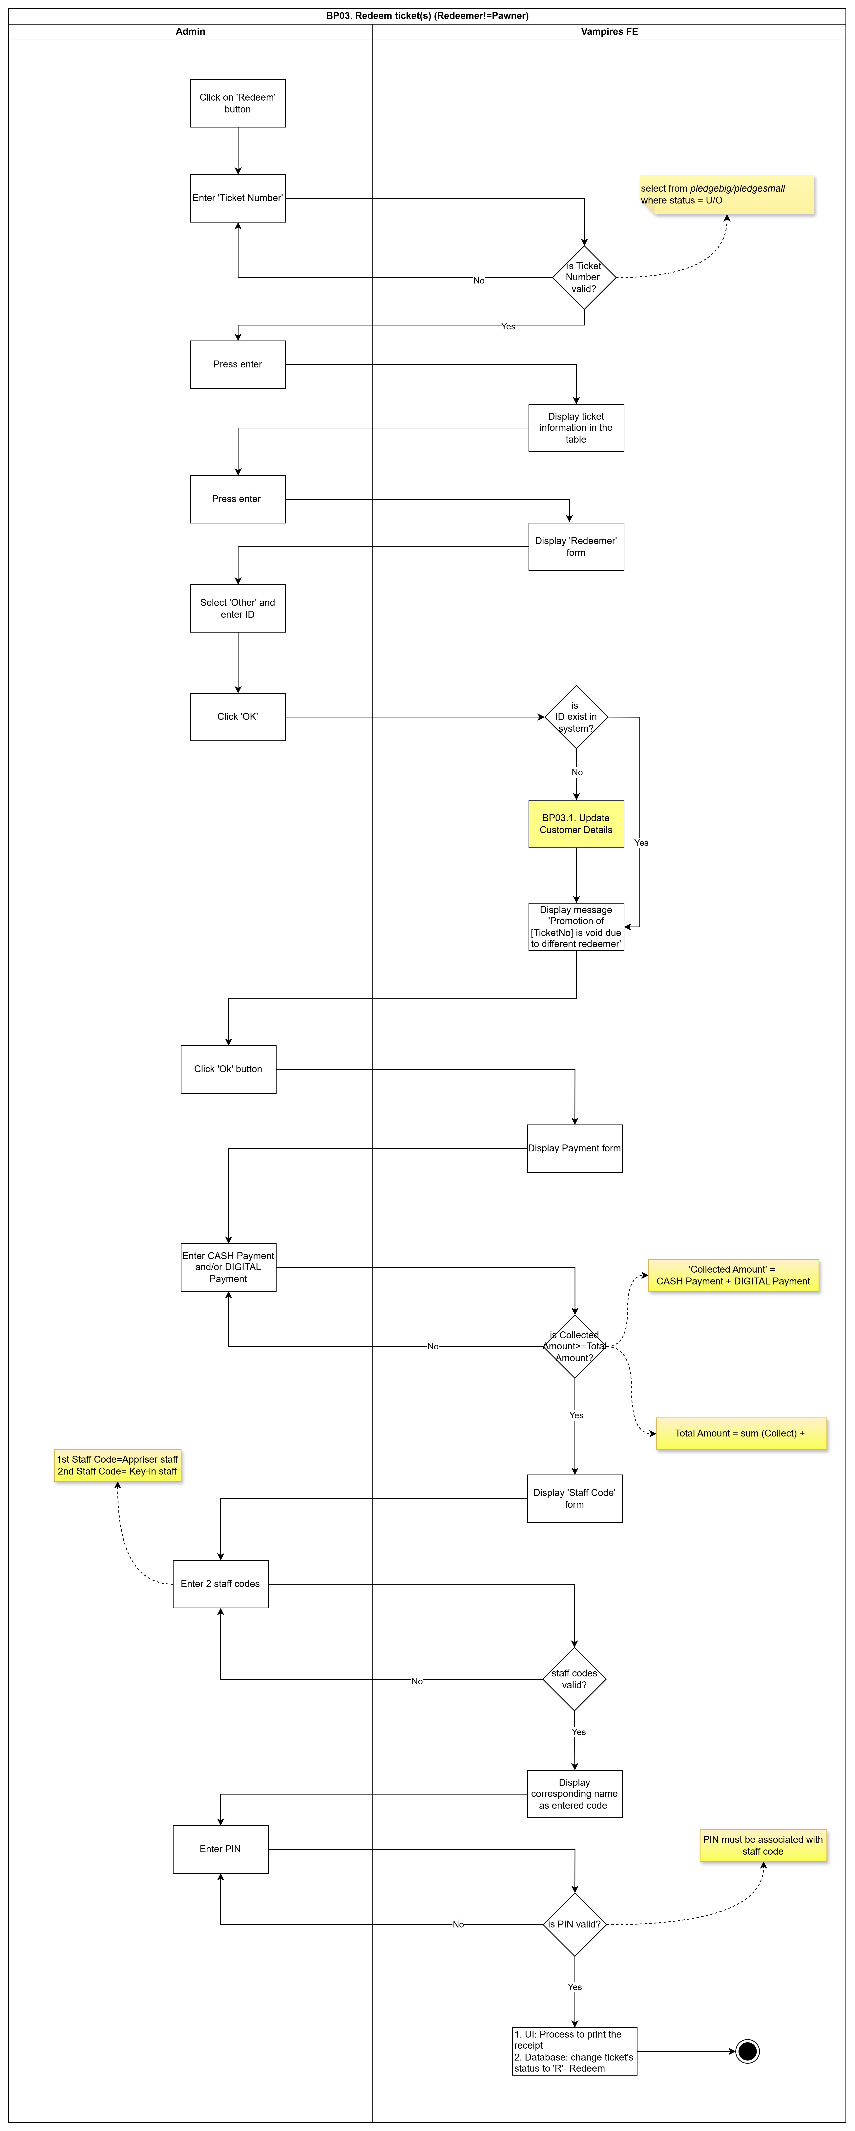 BP03. Redeem ticket(s) (Redeemer!=Pawner)
Admin
Vampires FE
Click on 'Redeem'
button
Enter 'Ticket Number'
select from pledgebig/pledgesmall
where status = U/O
is Ticket
Number
valid?
No
Yes
Press enter
Display ticket
information in the
table
Press enter
Display 'Redeemer'
form
Select 'Other' and
enter ID
Click 'OK'
is
ID exist in
system?
No
BP03.1. Update
Customer Details
Yes
Display message
'Promotion of
[TicketNo] is void due
to different redeemer'
Click 'Ok' button
Display Payment form
Enter CASH Payment
and/or DIGITAL
Payment
'Collected Amount' =
CASH Payment + DIGITAL Payment
is Collected
Amount>=Total
Amount?
No
Yes
Total Amount = sum (Collect) +
1st Staff Code=Appriser staff
2nd Staff Code= Key-in staff
Display 'Staff Code'
form
Enter 2 staff codes
staff codes
valid?
No
Yes
Display
corresponding name
as entered code
Enter PIN
PIN must be associated with
staff code
is PIN valid?
No
Yes
1. UI: Process to print the
receipt
2. Database: change ticket's
status to 'R'- Redeem